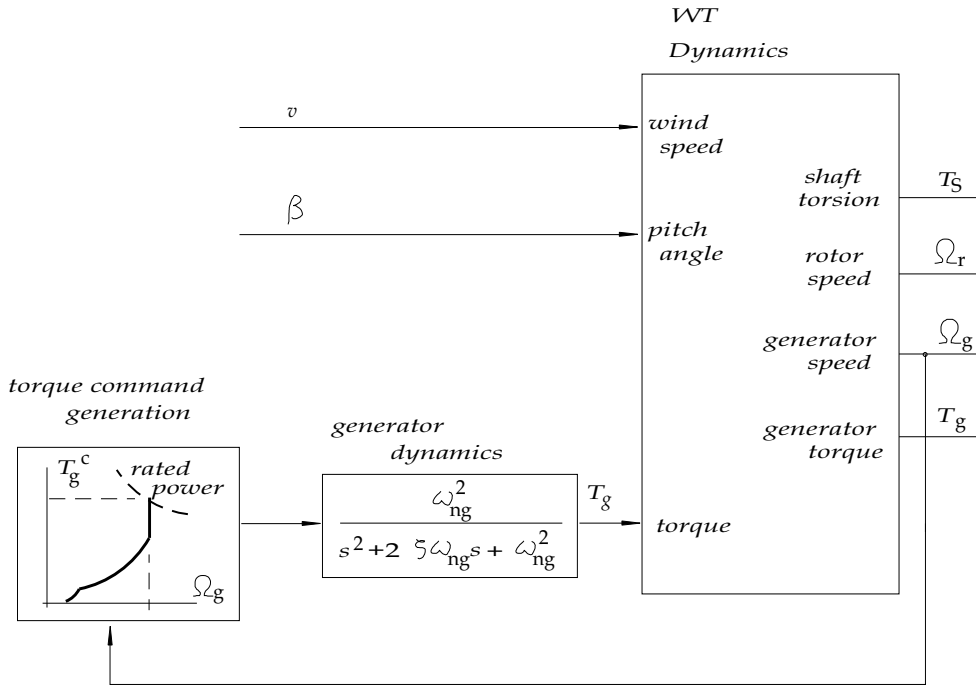 WT
Dynamics
v
wind
speed
β
pitch
angle
shaft
torsion
T_S
rotor
speed
Ω_r
generator
speed
Ω_g
generator
torque
T_g
torque command
generation
T_g^c
rated
power
Ω_g
generator
dynamics
ω_ng^2
s^2+2 ζω_ng s + ω_ng^2
T_g
torque